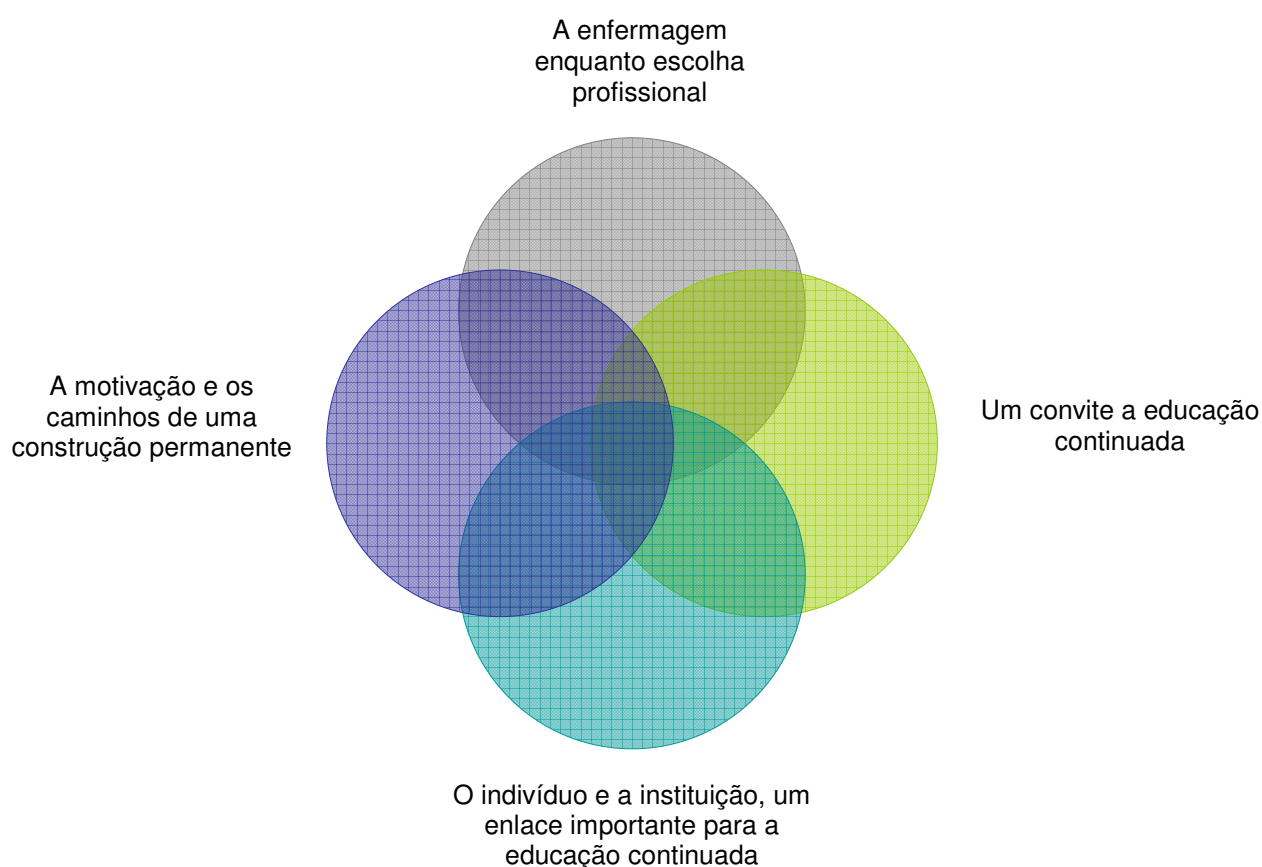 A enfermagem
enquanto escolha
profissional
A motivação e os
caminhos de uma
construção permanente
Um convite a educação
continuada
O indivíduo e a instituição, um
enlace importante para a
educação continuada